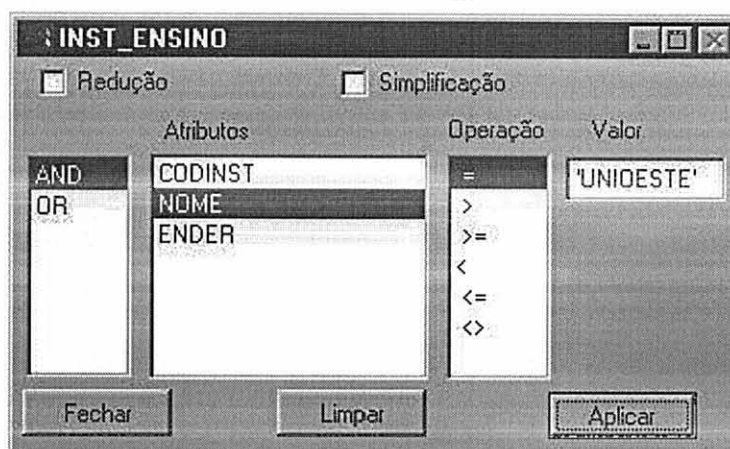 INST_ENSINO
Redução Simplificação
Atributos Operação Valor
AND CODINST = 'UNIOESTE'
OR NOME >
ENDER >=
<
<=
<>
Fechar Limpar Aplicar